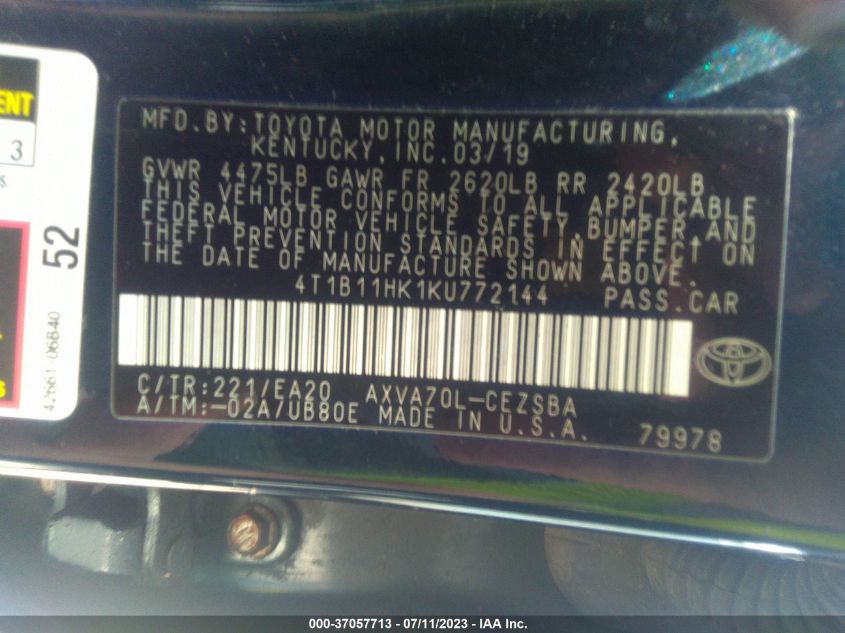 ENT
3
s
52
42661-06B40
s
MFD.BY:TOYOTA MOTOR MANUFACTURING,
KENTUCKY,INC.03/19
GVWR 4475LB GAWR FR 2620LB RR 2420LB
THIS VEHICLE CONFORMS TO ALL APPLICABLE
FEDERAL MOTOR VEHICLE SAFETY,BUMPER,AND
THEFT PREVENTION STANDARDS IN EFFECT ON
THE DATE OF MANUFACTURE SHOWN ABOVE.
4T1B11HK1KU772144 PASS.CAR
C/TR:221/EA20 AXVA70L-CEZSBA
A/TM:-02A/UB80E MADE IN U.S.A. 79978
000-37057713 - 07/11/2023 - IAA Inc.